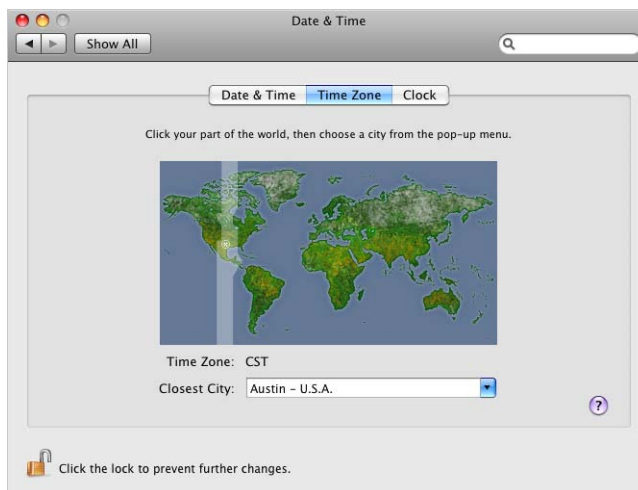 Date & Time
Show All
Date & Time Time Zone Clock
Click your part of the world, then choose a city from the pop-up menu.
Time Zone: CST
Closest City: Austin – U.S.A.
?
Click the lock to prevent further changes.